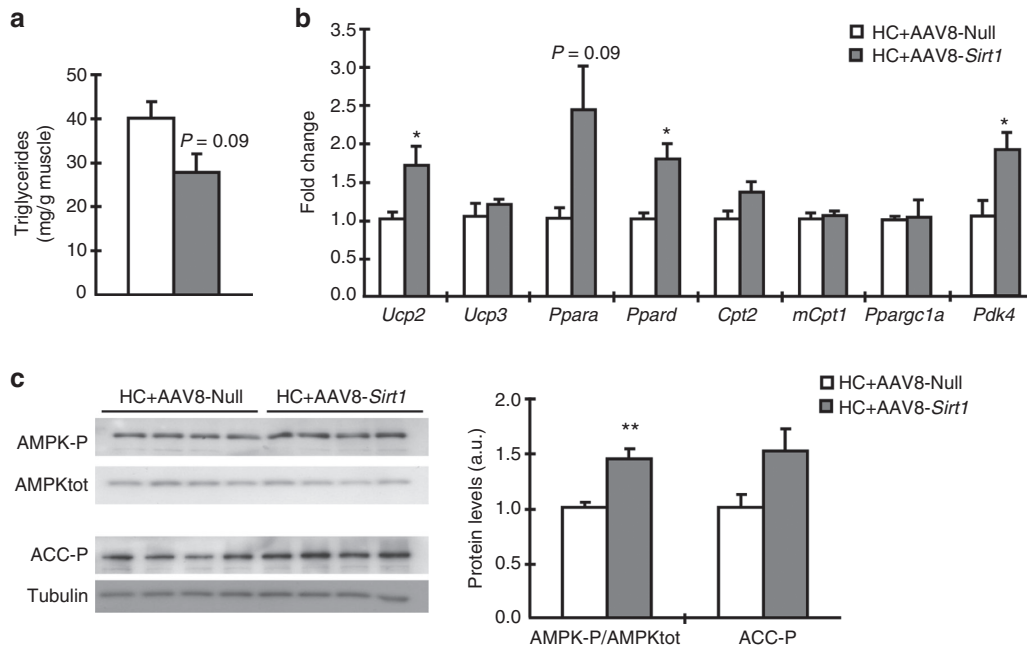 a
Triglycerides
(mg/g muscle)
50
40
30
20
10
0
P = 0.09
b
HC+AAV8-Null
HC+AAV8-Sirt1
Fold change
3.5
3.0
2.5
2.0
1.5
1.0
0.5
0.0
*
P = 0.09
*
*
Ucp2 Ucp3 Ppara Ppard Cpt2 mCpt1 Ppargc1a Pdk4
c
HC+AAV8-Null HC+AAV8-Sirt1
AMPK-P
AMPKtot
ACC-P
Tubulin
HC+AAV8-Null
HC+AAV8-Sirt1
Protein levels (a.u.)
2.0
1.5
1.0
0.5
0.0
**
AMPK-P/AMPKtot ACC-P